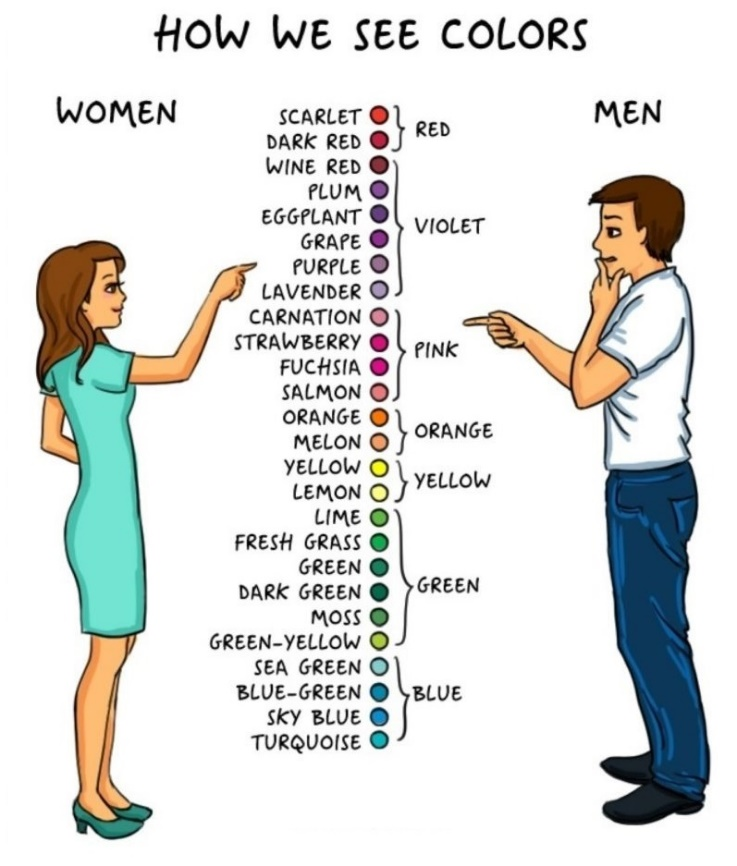 HOW WE SEE COLORS
WOMEN
MEN
SCARLET
DARK RED
RED
WINE RED
PLUM
EGGPLANT
GRAPE
PURPLE
LAVENDER
VIOLET
CARNATION
STRAWBERRY
FUCHSIA
SALMON
PINK
ORANGE
MELON
ORANGE
YELLOW
LEMON
YELLOW
LIME
FRESH GRASS
GREEN
DARK GREEN
MOSS
GREEN-YELLOW
GREEN
SEA GREEN
BLUE-GREEN
SKY BLUE
TURQUOISE
BLUE